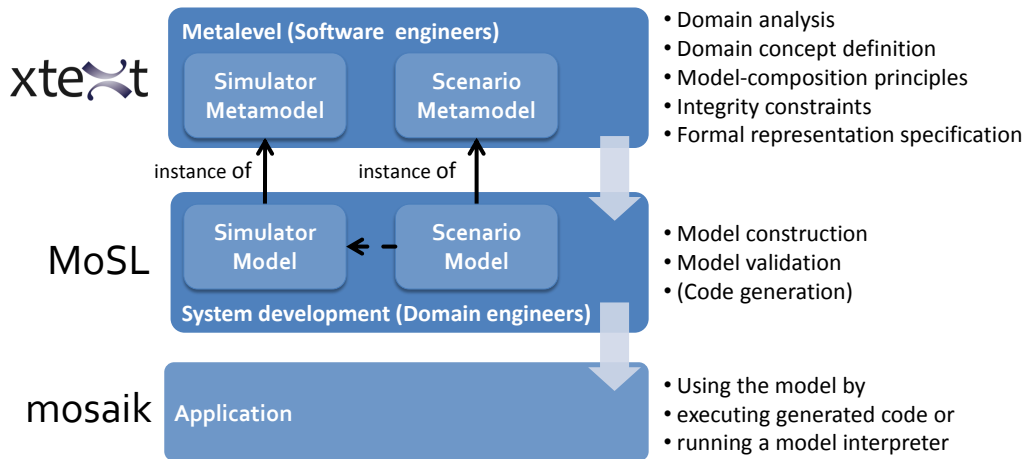 xtext
Metalevel (Software engineers)
Simulator
Metamodel
Scenario
Metamodel
• Domain analysis
• Domain concept definition
• Model-composition principles
• Integrity constraints
• Formal representation specification
instance of
instance of
MoSL
Simulator
Model
Scenario
Model
System development (Domain engineers)
• Model construction
• Model validation
• (Code generation)
mosaik
Application
• Using the model by
• executing generated code or
• running a model interpreter